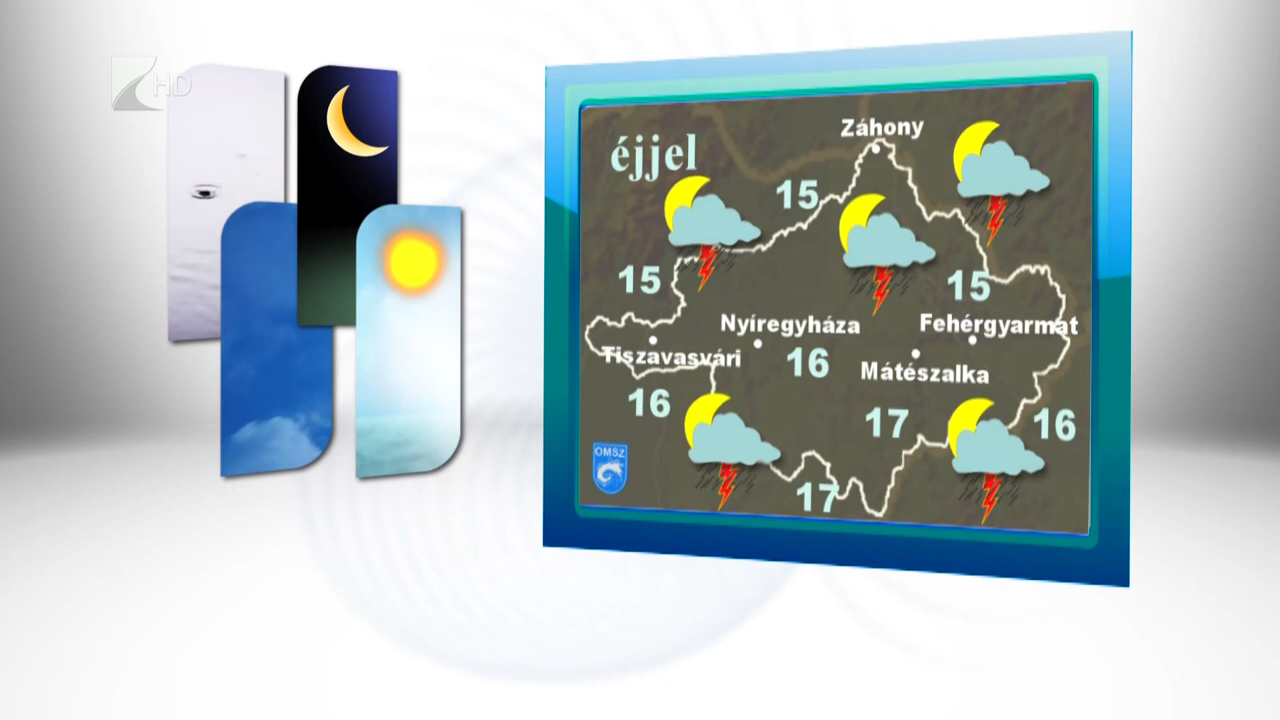 HD
éjjel
Záhony
15
15
15
Nyíregyháza
Fehérgyarmat
Tiszavasvári
16
Mátészalka
16
17
16
OMSZ
17